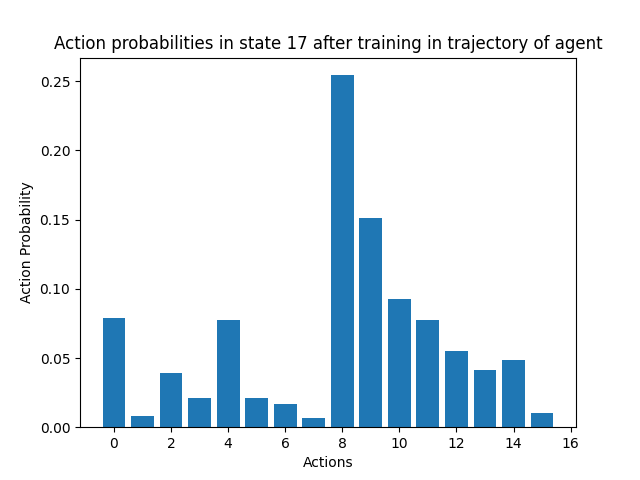 Action probabilities in state 17 after training in trajectory of agent
0.25
0.20
0.15
0.10
0.05
0.00
Action Probability
0 2 4 6 8 10 12 14 16
Actions